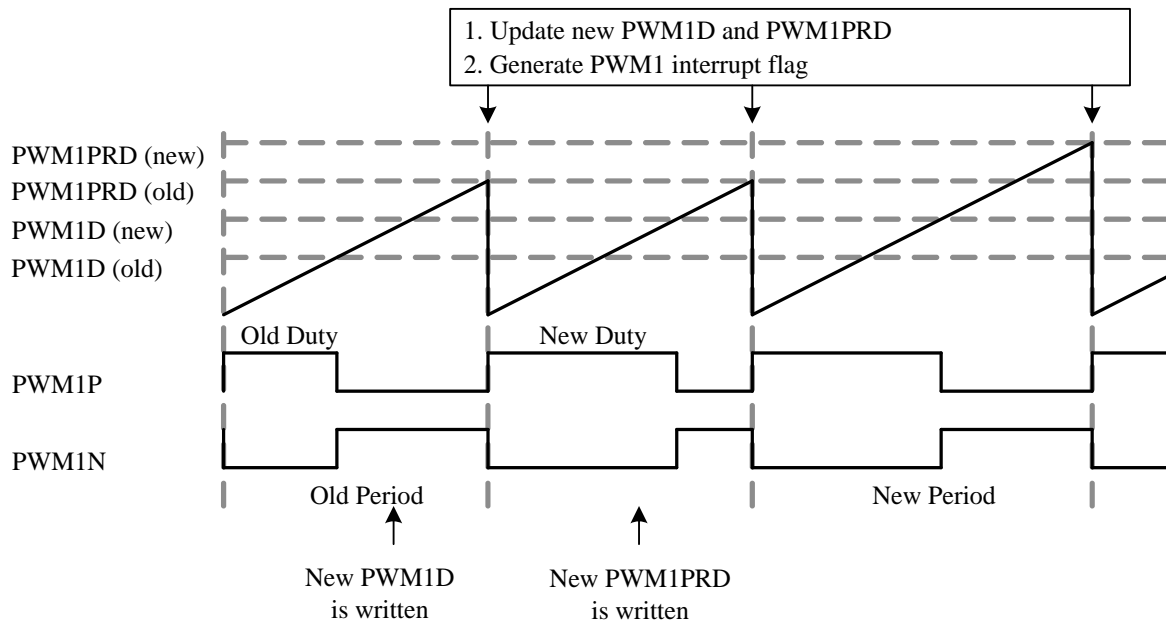 1. Update new PWM1D and PWM1PRD
2. Generate PWM1 interrupt flag
PWM1PRD (new)
PWM1PRD (old)
PWM1D (new)
PWM1D (old)
Old Duty
New Duty
PWM1P
PWM1N
Old Period
New Period
New PWM1D
is written
New PWM1PRD
is written